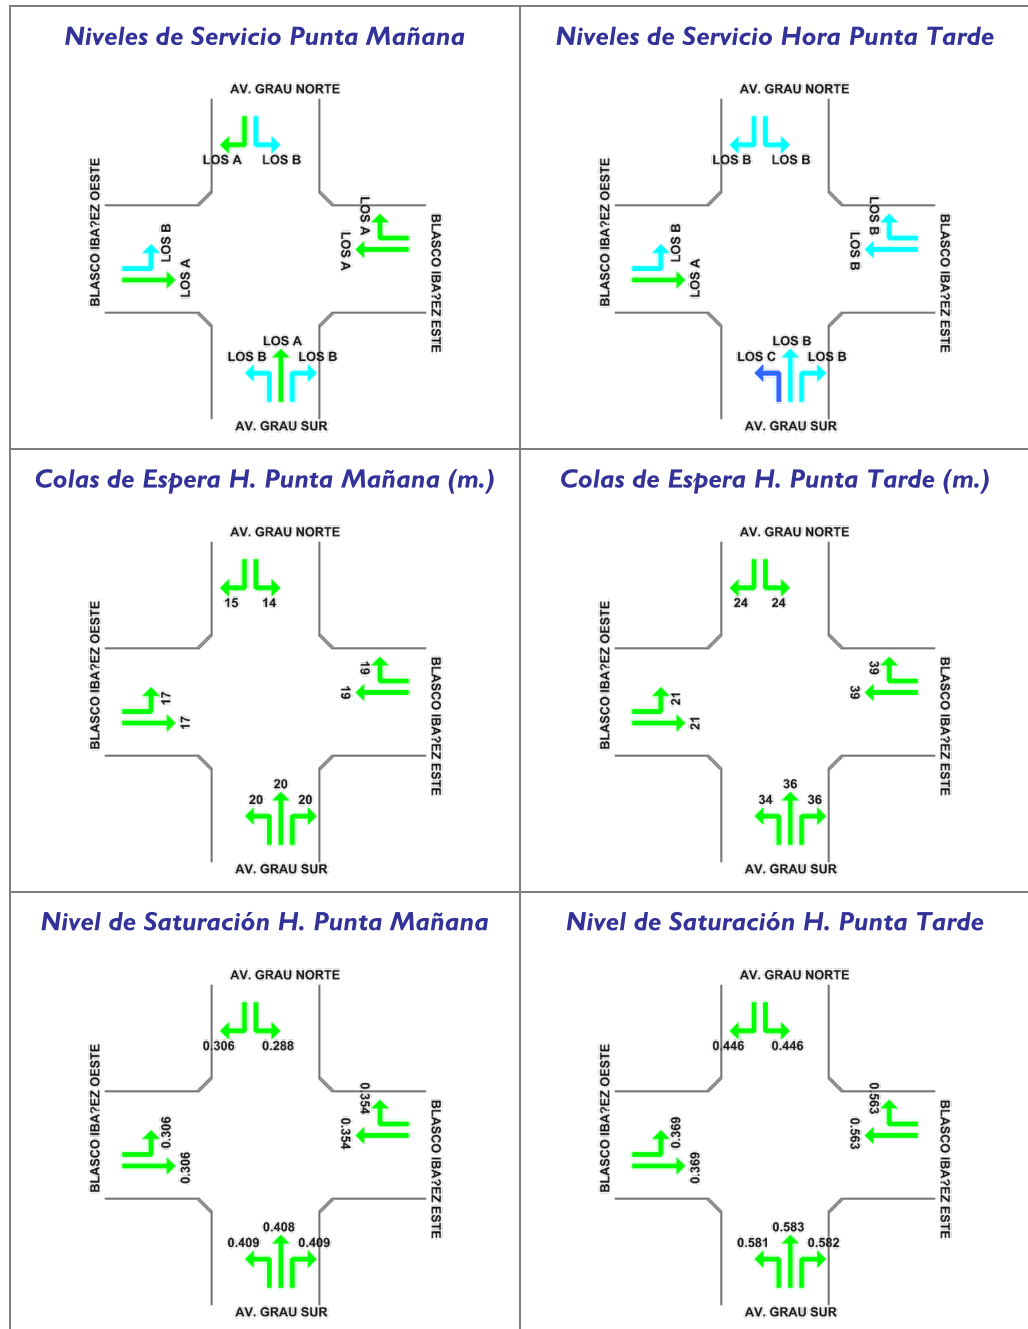 Niveles de Servicio Punta Mañana
AV. GRAU NORTE
LOS A
LOS B
BLASCO IBA?EZ OESTE
LOS B
LOS A
LOS A
LOS A
BLASCO IBA?EZ ESTE
LOS A
LOS B
LOS B
AV. GRAU SUR
Niveles de Servicio Hora Punta Tarde
AV. GRAU NORTE
LOS B
LOS B
BLASCO IBA?EZ OESTE
LOS B
LOS A
LOS B
LOS B
BLASCO IBA?EZ ESTE
LOS B
LOS C
LOS B
AV. GRAU SUR
Colas de Espera H. Punta Mañana (m.)
AV. GRAU NORTE
15
14
BLASCO IBA?EZ OESTE
17
17
19
19
BLASCO IBA?EZ ESTE
20
20
20
AV. GRAU SUR
Colas de Espera H. Punta Tarde (m.)
AV. GRAU NORTE
24
24
BLASCO IBA?EZ OESTE
21
21
39
39
BLASCO IBA?EZ ESTE
36
34
36
AV. GRAU SUR
Nivel de Saturación H. Punta Mañana
AV. GRAU NORTE
0.306
0.288
BLASCO IBA?EZ OESTE
0.306
0.306
0.354
0.354
BLASCO IBA?EZ ESTE
0.408
0.409
0.409
AV. GRAU SUR
Nivel de Saturación H. Punta Tarde
AV. GRAU NORTE
0.446
0.446
BLASCO IBA?EZ OESTE
0.369
0.369
0.563
0.563
BLASCO IBA?EZ ESTE
0.583
0.581
0.582
AV. GRAU SUR